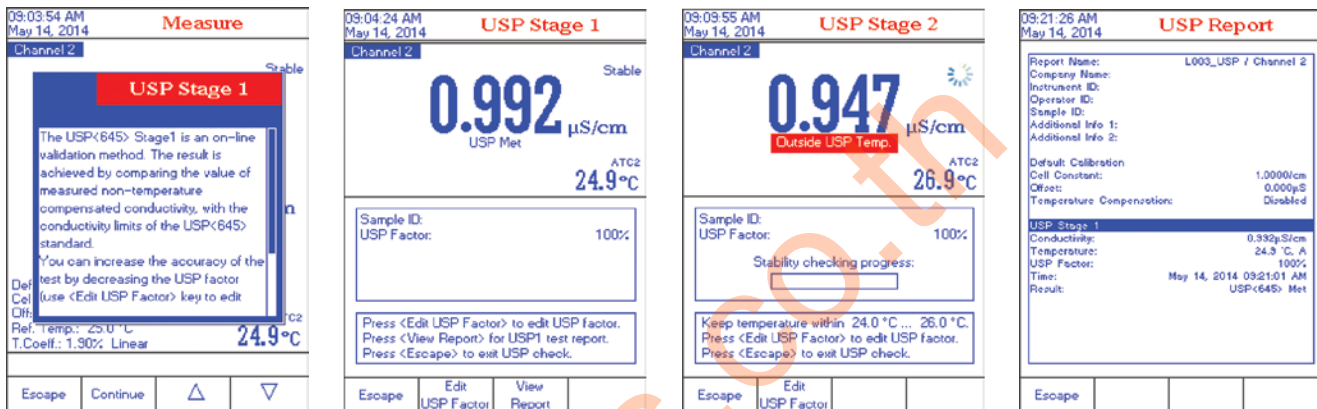 09:03:54 AM
May 14, 2014
Measure
Channel 2
Stable
USP Stage 1
The USP<645> Stage1 is an on-line
validation method. The result is
achieved by comparing the value of
measured non-temperature
compensated conductivity, with the
conductivity limits of the USP<645>
standard.
You can increase the accuracy of the
test by decreasing the USP factor
(use <Edit USP Factor> key to edit
Def
Cel
Off:
Ref. Temp.: 25.0 °C
T.Coeff.: 1.90% Linear
24.9°C
Escape Continue △ ▽
09:04:24 AM
May 14, 2014
USP Stage 1
Channel 2
Stable
0.992 µS/cm
USP Met
ATC2
24.9°C
Sample ID:
USP Factor: 100%
Press <Edit USP Factor> to edit USP factor.
Press <View Report> for USP1 test report.
Press <Escape> to exit USP check.
Escape Edit USP Factor View Report
09:09:55 AM
May 14, 2014
USP Stage 2
Channel 2
0.947 µS/cm
Outside USP Temp.
ATC2
26.9°C
Sample ID:
USP Factor: 100%
Stability checking progress:
Keep temperature within 24.0 °C ... 26.0 °C.
Press <Edit USP Factor> to edit USP factor.
Press <Escape> to exit USP check.
Escape Edit USP Factor
09:21:26 AM
May 14, 2014
USP Report
Report Name: L003_USP / Channel 2
Company Name:
Instrument ID:
Operator ID:
Sample ID:
Additional Info 1:
Additional Info 2:
Default Calibration
Cell Constant: 1.0000/cm
Offset: 0.000µS
Temperature Compensation: Disabled
USP Stage 1
Conductivity: 0.992µS/cm
Temperature: 24.9 °C, A
USP Factor: 100%
Time: May 14, 2014 09:21:01 AM
Result: USP<645> Met
Escape
co.th